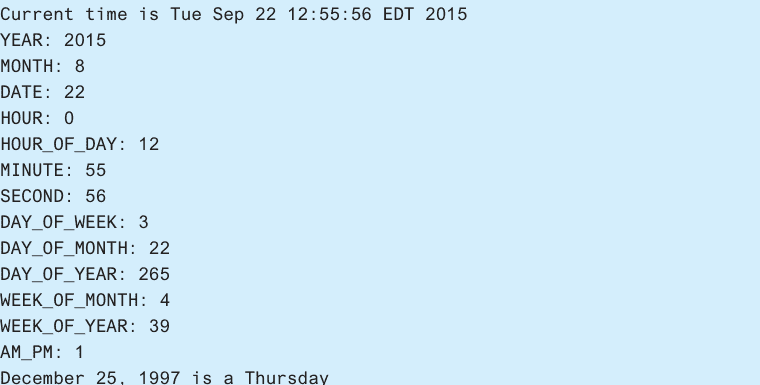 Current time is Tue Sep 22 12:55:56 EDT 2015
YEAR: 2015
MONTH: 8
DATE: 22
HOUR: 0
HOUR_OF_DAY: 12
MINUTE: 55
SECOND: 56
DAY_OF_WEEK: 3
DAY_OF_MONTH: 22
DAY_OF_YEAR: 265
WEEK_OF_MONTH: 4
WEEK_OF_YEAR: 39
AM_PM: 1
December 25, 1997 is a Thursday